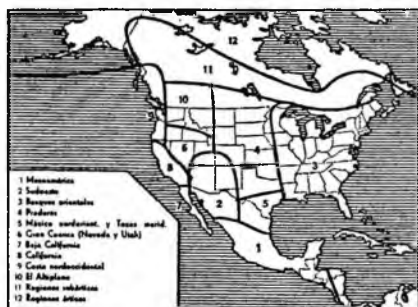 12
11
10
9
6
4
3
8
7
2
5
1
1 Mesoamérica
2 Sudoeste
3 Bosques orientales
4 Praderas
5 México nordorient. y Texas merid.
6 Gran Cuenca (Nevada y Utah)
7 Baja California
8 California
9 Costa nordoccidental
10 El Altiplano
11 Regiones subárticas
12 Regiones árticas